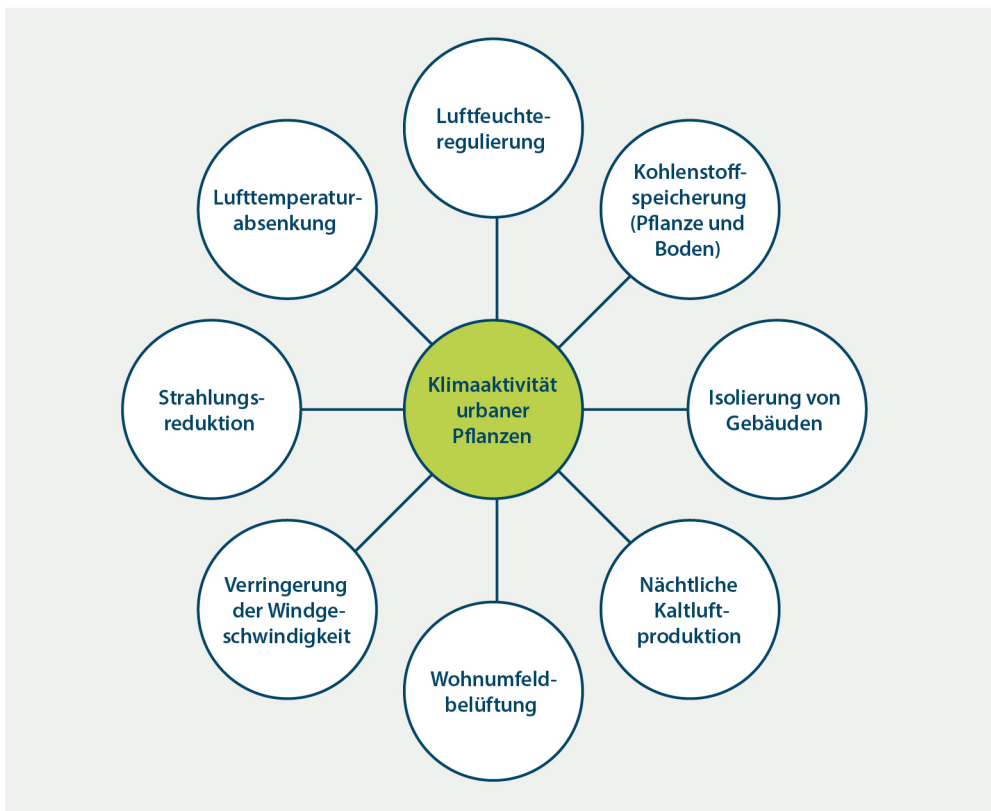 Luftfeuchte-
regulierung
Kohlenstoff-
speicherung
(Pflanze und
Boden)
Isolierung von
Gebäuden
Nächtliche
Kaltluft-
produktion
Wohnumfeld-
belüftung
Verringerung
der Windge-
schwindigkeit
Strahlungs-
reduktion
Lufttemperatur-
absenkung
Klimaaktivität
urbaner
Pflanzen